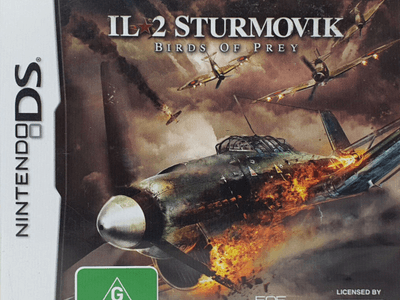 NINTENDO DS
IL★2 STURMOVIK
BIRDS OF PREY
G
LICENSED BY